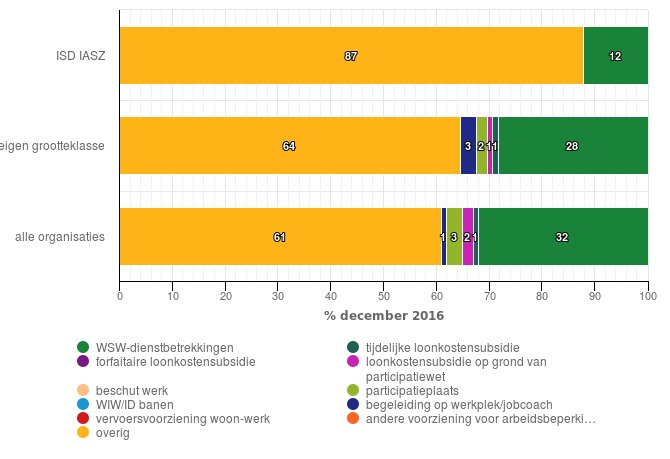 ISD IASZ
87
12
eigen grootteklasse
64
3
2
1
1
28
alle organisaties
61
1
3
2
1
32
0 10 20 30 40 50 60 70 80 90 100
% december 2016
WSW-dienstbetrekkingen
tijdelijke loonkostensubsidie
forfaitaire loonkostensubsidie
loonkostensubsidie op grond van
participatiewet
beschut werk
participatieplaats
WIW/ID banen
begeleiding op werkplek/jobcoach
vervoersvoorziening woon-werk
andere voorziening voor arbeidsbeperki...
overig